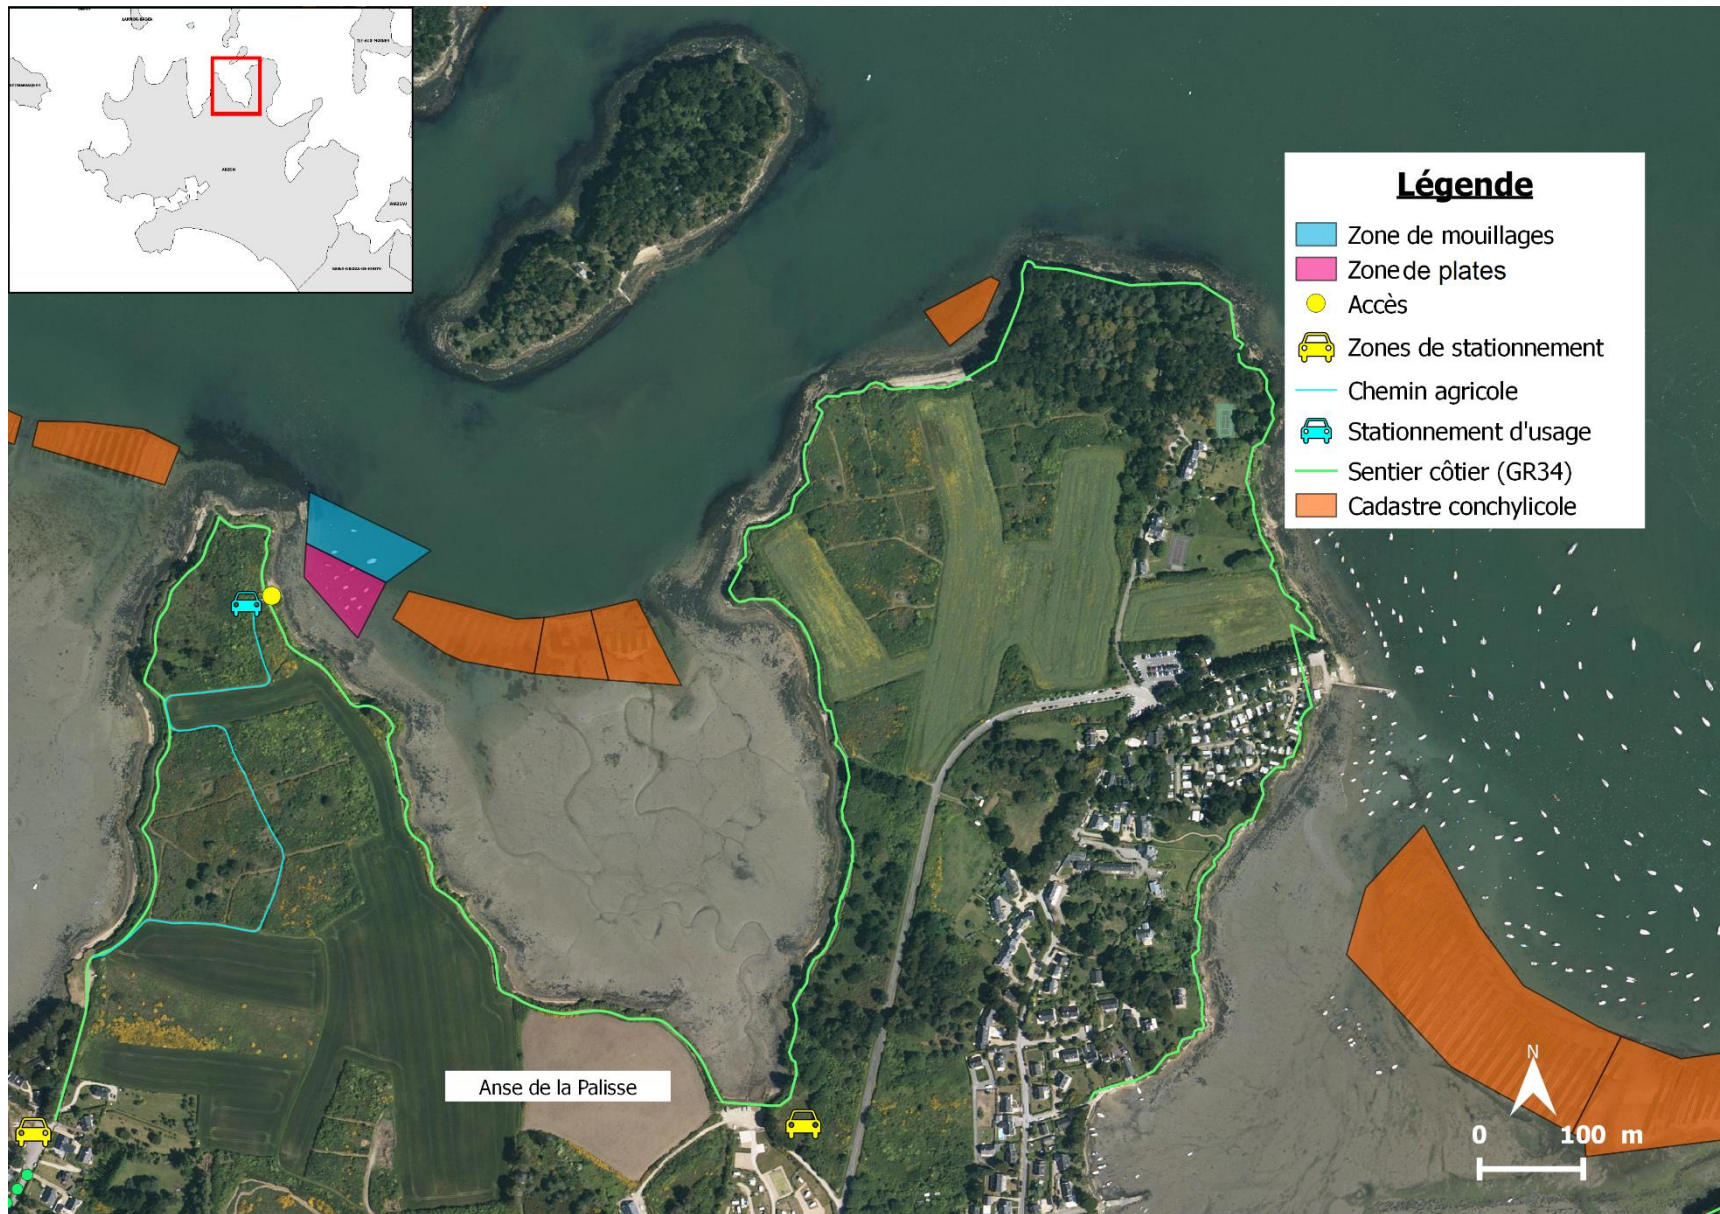 ARZON
Légende
Zone de mouillages
Zone de plates
Accès
Zones de stationnement
Chemin agricole
Stationnement d'usage
Sentier côtier (GR34)
Cadastre conchylicole
Anse de la Palisse
N
0 100 m